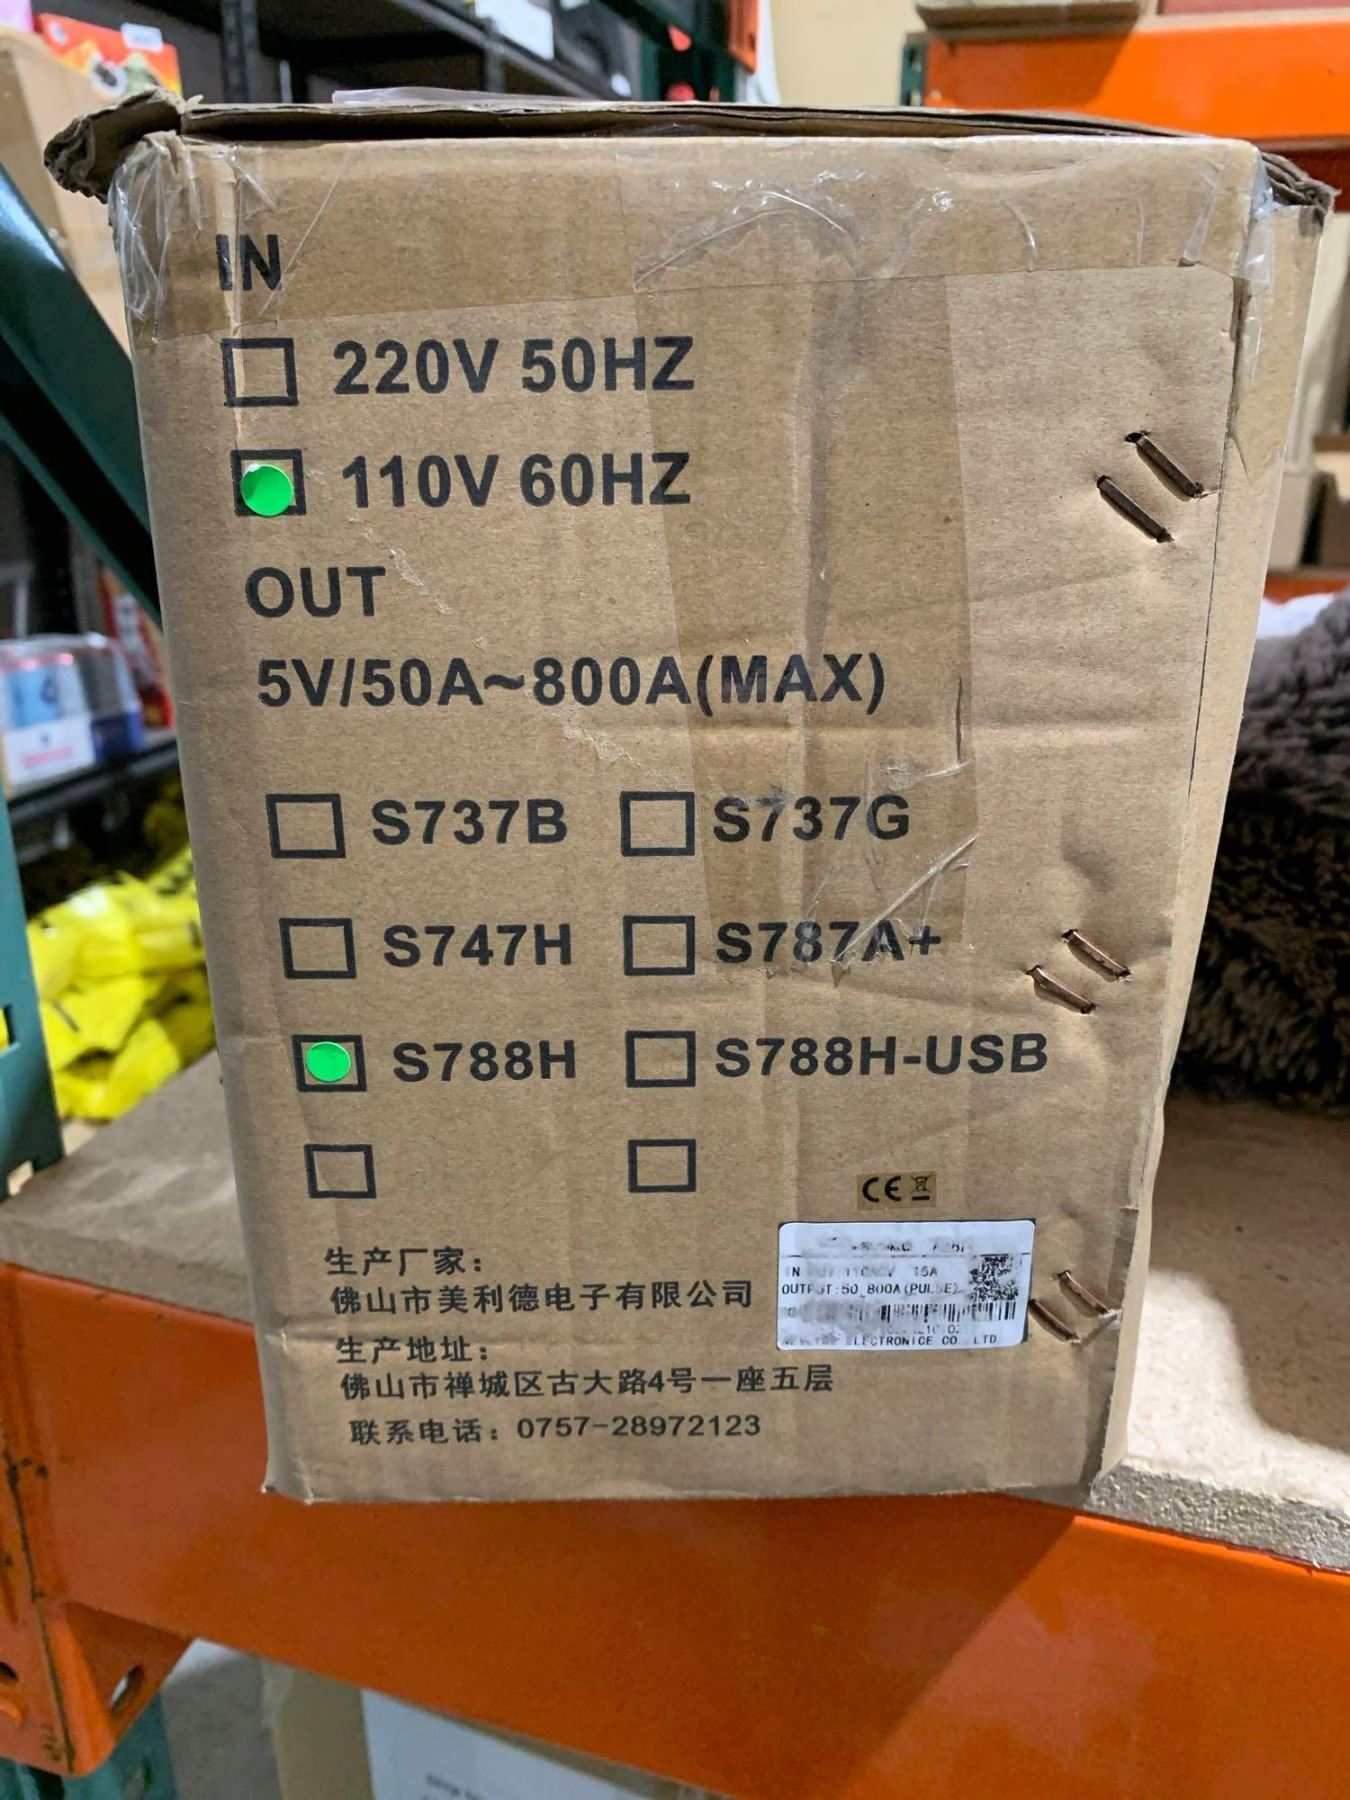 IN
220V 50HZ
110V 60HZ
OUT
5V/50A~800A(MAX)
S737B S737G
S747H S787A+
S788H S788H-USB
CE
生产厂家：
佛山市美利德电子有限公司
生产地址：
佛山市禅城区古大路4号一座五层
联系电话：0757-28972123
15A
OUTPUT:50~800A(PULSE)
ELECTRONICE CO. LTD